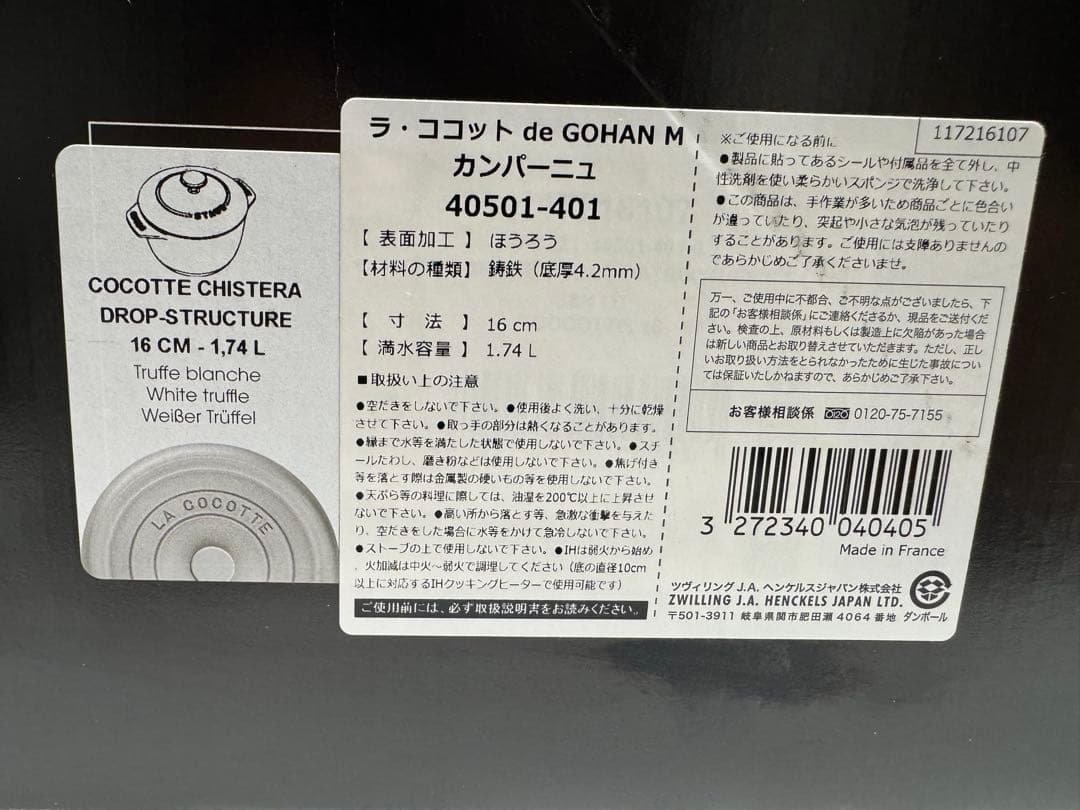 STAUB
COCOTTE CHISTERA
DROP-STRUCTURE
16 CM - 1,74 L
Truffe blanche
White truffle
Weißer Trüffel
LA COCOTTE
ラ・ココット de GOHAN M
カンパーニュ
40501-401
【 表面加工 】 ほうろう
【材料の種類】 鋳鉄（底厚4.2mm）
【 寸 法 】 16 cm
【 満水容量 】 1.74 L
■取扱い上の注意
●空だきをしないで下さい。●使用後よく洗い、十分に乾燥
させて下さい。●取っ手の部分は熱くなることがあります。
●縁まで水等を満たした状態で使用しないで下さい。●スチ
ールたわし、磨き粉などは使用しないで下さい。●焦げ付き
等を落とす際は金属製の硬いもの等を使用しないで下さい。
●天ぷら等の料理に際しては、油温を200℃以上に上昇させ
ないで下さい。●高い所から落とす等、急激な衝撃を与えた
り、空だきをした場合に水等をかけて急冷しないで下さい。
●ストーブの上で使用しないで下さい。●IHは弱火から始め
、火加減は中火～弱火で調理してください（底の直径10cm
以上に対応するIHクッキングヒーターで使用可能です）
ご使用前には、必ず取扱説明書をお読みください。
117216107
※ご使用になる前に
●製品に貼ってあるシールや付属品を全て外し、中
性洗剤を使い柔らかいスポンジで洗浄して下さい。
●この商品は、手作業が多いため商品ごとに色合い
が違っていたり、突起や小さな気泡が残っていたり
することがあります。ご使用には支障ありませんの
であらかじめご了承くださいませ。
万一、ご使用中に不都合、ご不明な点がございましたら、下
記の「お客様相談係」にご連絡くださるか、現品をご送付くだ
さい。検査の上、原材料もしくは製造上に欠陥があった場合
は新しい商品とお取り替えさせていただきます。ただし、正し
いお取り扱い方法をとられなかったために生じた事故につい
ては保証いたしかねますので、あらかじめご了承下さい。
お客様相談係 0120-75-7155
3 272340 040405
Made in France
ツヴィリング J.A. ヘンケルスジャパン株式会社
ZWILLING J.A. HENCKELS JAPAN LTD.
〒501-3911 岐阜県関市肥田瀬 4064 番地 ダンボール